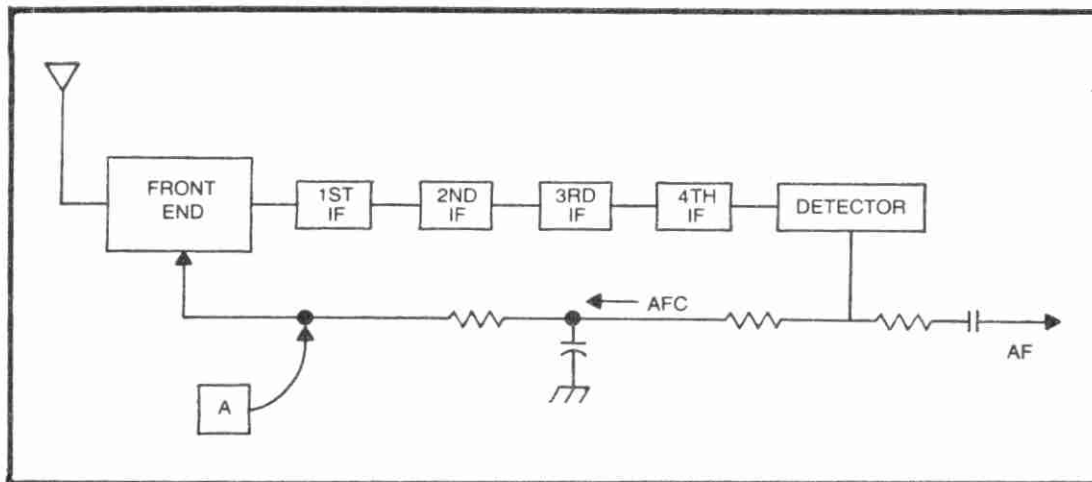 FRONT
END
1ST
IF
2ND
IF
3RD
IF
4TH
IF
DETECTOR
AFC
AF
A